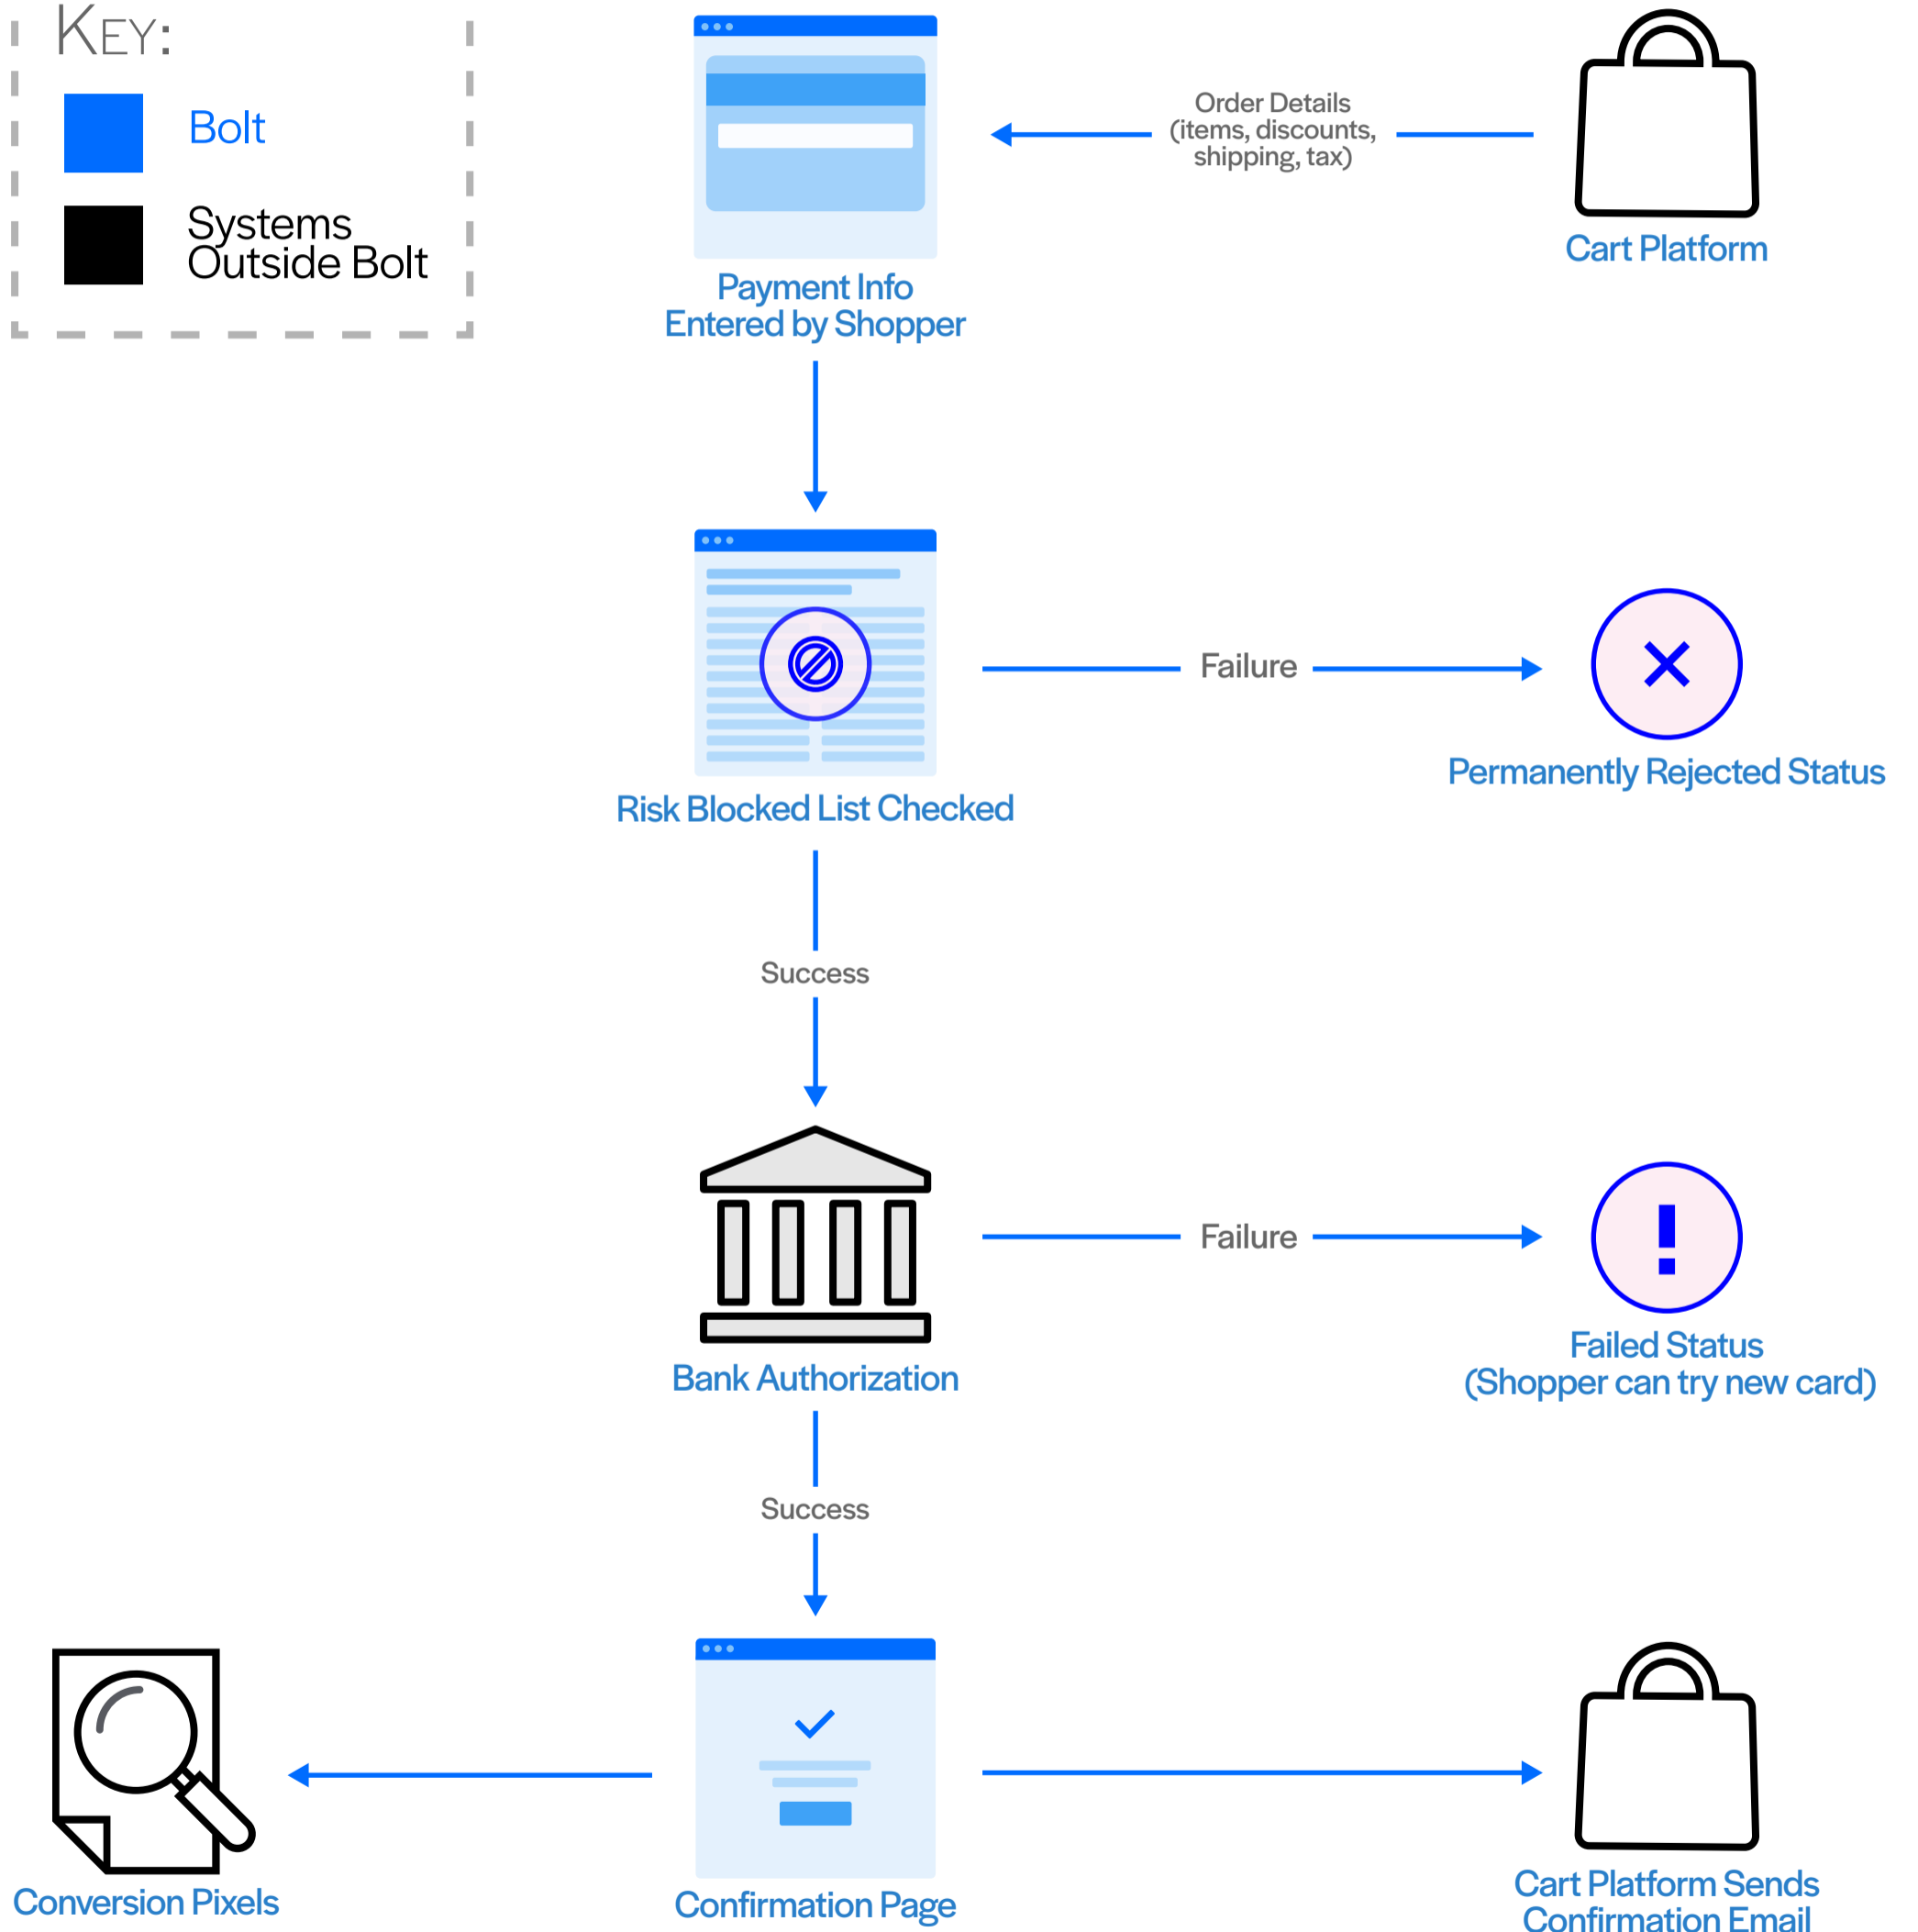 KEY:
Bolt
Systems
Outside Bolt
Order Details
(items, discounts,
shipping, tax)
Cart Platform
Payment Info
Entered by Shopper
Failure
Permanently Rejected Status
Risk Blocked List Checked
Success
Failure
Failed Status
(Shopper can try new card)
Bank Authorization
Success
Conversion Pixels
Confirmation Page
Cart Platform Sends
Confirmation Email